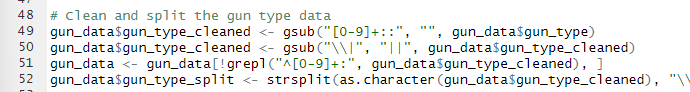 48 # Clean and split the gun type data
49 gun_data$gun_type_cleaned <- gsub("[0-9]+::", "", gun_data$gun_type)
50 gun_data$gun_type_cleaned <- gsub("\\|", "||", gun_data$gun_type_cleaned)
51 gun_data <- gun_data[!grepl("^[0-9]+:", gun_data$gun_type_cleaned), ]
52 gun_data$gun_type_split <- strsplit(as.character(gun_data$gun_type_cleaned), "\\